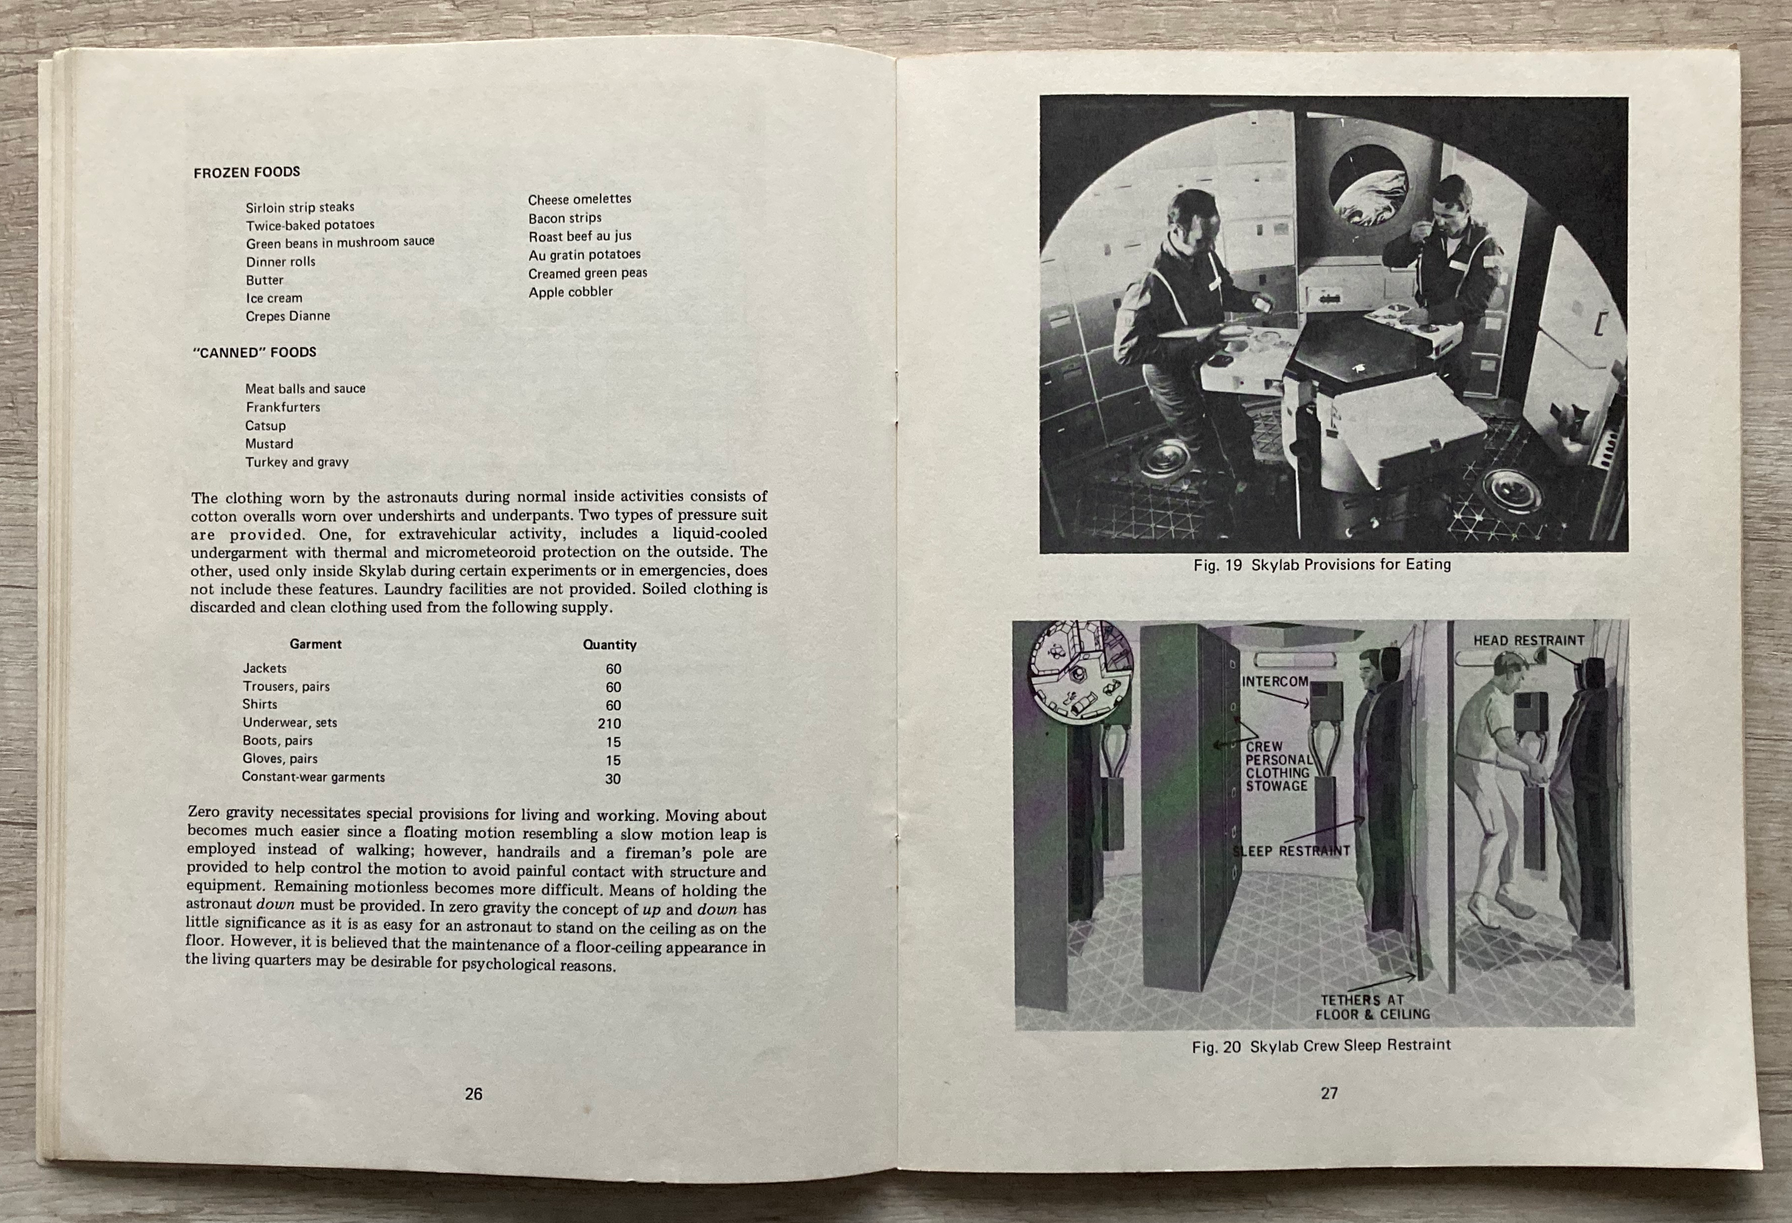 FROZEN FOODS
Sirloin strip steaks
Twice-baked potatoes
Green beans in mushroom sauce
Dinner rolls
Butter
Ice cream
Crepes Dianne
Cheese omelettes
Bacon strips
Roast beef au jus
Au gratin potatoes
Creamed green peas
Apple cobbler
"CANNED" FOODS
Meat balls and sauce
Frankfurters
Catsup
Mustard
Turkey and gravy
The clothing worn by the astronauts during normal inside activities consists of
cotton overalls worn over undershirts and underpants. Two types of pressure suit
are provided. One, for extravehicular activity, includes a liquid-cooled
undergarment with thermal and micrometeoroid protection on the outside. The
other, used only inside Skylab during certain experiments or in emergencies, does
not include these features. Laundry facilities are not provided. Soiled clothing is
discarded and clean clothing used from the following supply.
Garment Quantity
Jackets 60
Trousers, pairs 60
Shirts 60
Underwear, sets 210
Boots, pairs 15
Gloves, pairs 15
Constant-wear garments 30
Zero gravity necessitates special provisions for living and working. Moving about
becomes much easier since a floating motion resembling a slow motion leap is
employed instead of walking; however, handrails and a fireman's pole are
provided to help control the motion to avoid painful contact with structure and
equipment. Remaining motionless becomes more difficult. Means of holding the
astronaut down must be provided. In zero gravity the concept of up and down has
little significance as it is as easy for an astronaut to stand on the ceiling as on the
floor. However, it is believed that the maintenance of a floor-ceiling appearance in
the living quarters may be desirable for psychological reasons.
26
Fig. 19 Skylab Provisions for Eating
HEAD RESTRAINT
INTERCOM
CREW
PERSONAL
CLOTHING
STOWAGE
SLEEP RESTRAINT
TETHERS AT
FLOOR & CEILING
Fig. 20 Skylab Crew Sleep Restraint
27